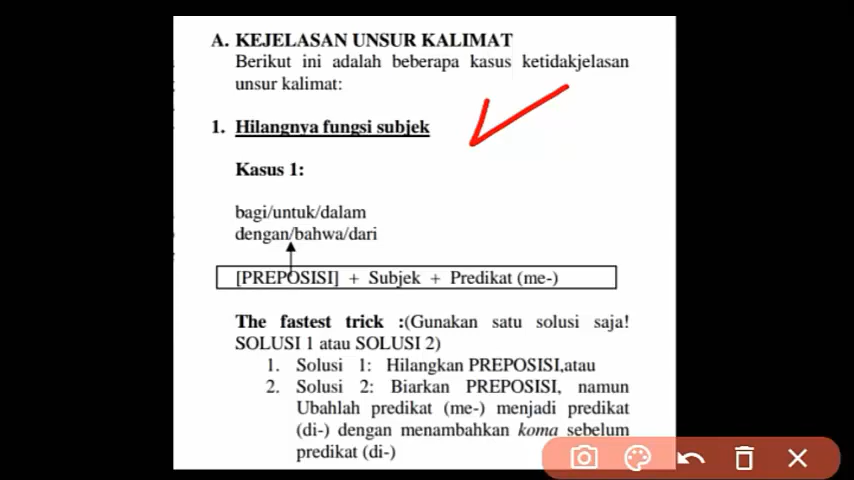 A. KEJELASAN UNSUR KALIMAT
Berikut ini adalah beberapa kasus ketidakjelasan
unsur kalimat:
1. Hilangnya fungsi subjek
Kasus 1:
bagi/untuk/dalam
dengan/bahwa/dari
[PREPOSISI] + Subjek + Predikat (me-)
The fastest trick :(Gunakan satu solusi saja!
SOLUSI 1 atau SOLUSI 2)
1. Solusi 1: Hilangkan PREPOSISI,atau
2. Solusi 2: Biarkan PREPOSISI, namun
Ubahlah predikat (me-) menjadi predikat
(di-) dengan menambahkan koma sebelum
predikat (di-)